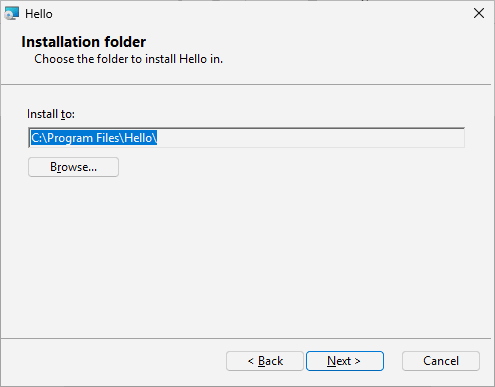 Hello
Installation folder
Choose the folder to install Hello in.
Install to:
C:\Program Files\Hello\
Browse...
< Back
Next >
Cancel